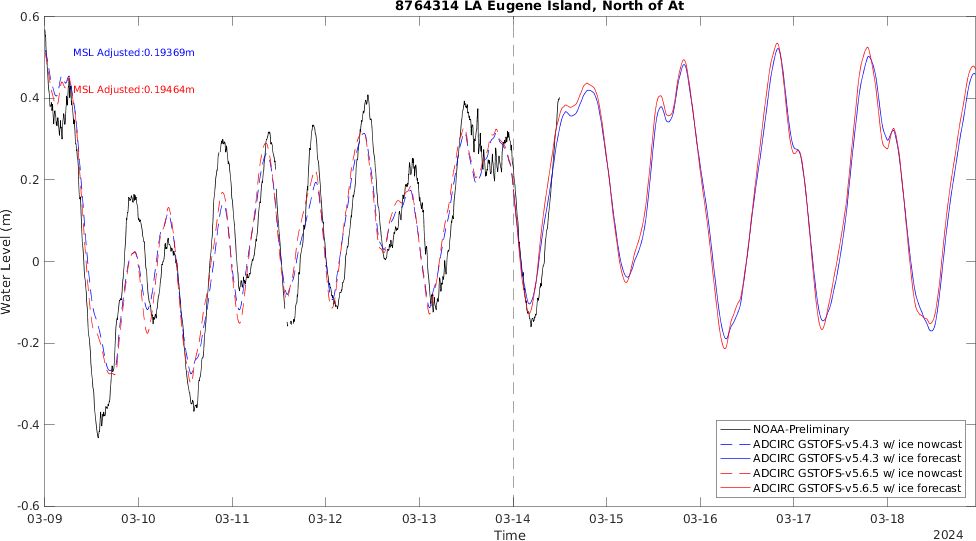 8764314 LA Eugene Island, North of At
MSL Adjusted:0.19369m
MSL Adjusted:0.19464m
Water Level (m)
0.6
0.4
0.2
0
-0.2
-0.4
-0.6
NOAA-Preliminary
ADCIRC GSTOFS-v5.4.3 w/ ice nowcast
ADCIRC GSTOFS-v5.4.3 w/ ice forecast
ADCIRC GSTOFS-v5.6.5 w/ ice nowcast
ADCIRC GSTOFS-v5.6.5 w/ ice forecast
03-09 03-10 03-11 03-12 03-13 03-14 03-15 03-16 03-17 03-18
Time
2024